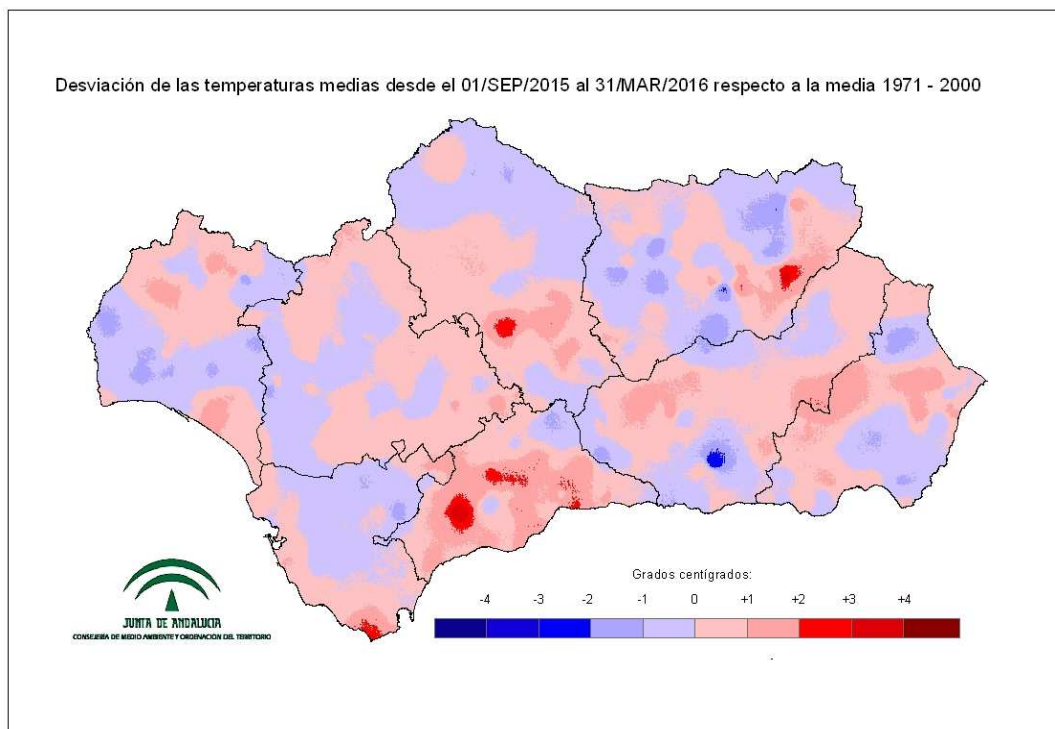 Desviación de las temperaturas medias desde el 01/SEP/2015 al 31/MAR/2016 respecto a la media 1971 - 2000
Grados centígrados:
-4 -3 -2 -1 0 +1 +2 +3 +4
JUNTA DE ANDALUCIA
CONSEJERÍA DE MEDIO AMBIENTE Y ORDENACIÓN DEL TERRITORIO